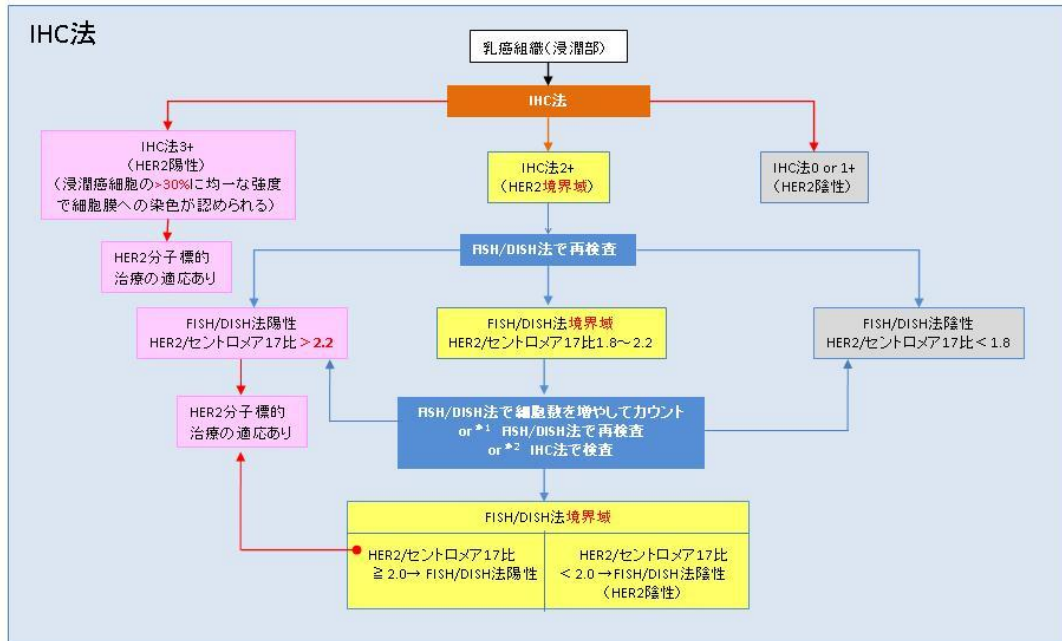 IHC法
乳癌組織(浸潤部)
IHC法
IHC法3+
(HER2陽性)
(浸潤癌細胞の>30%に均一な強度
で細胞膜への染色が認められる)
IHC法2+
(HER2境界域)
IHC法0 or 1+
(HER2陰性)
HER2分子標的
治療の適応あり
FISH/DISH法で再検査
FISH/DISH法陽性
HER2/セントロメア17比>2.2
FISH/DISH法境界域
HER2/セントロメア17比1.8~2.2
FISH/DISH法陰性
HER2/セントロメア17比<1.8
HER2分子標的
治療の適応あり
FISH/DISH法で細胞数を増やしてカウント
or *1 FISH/DISH法で再検査
or *2 IHC法で検査
FISH/DISH法境界域
HER2/セントロメア17比
≧2.0→FISH/DISH法陽性
HER2/セントロメア17比
<2.0→FISH/DISH法陰性
(HER2陰性)